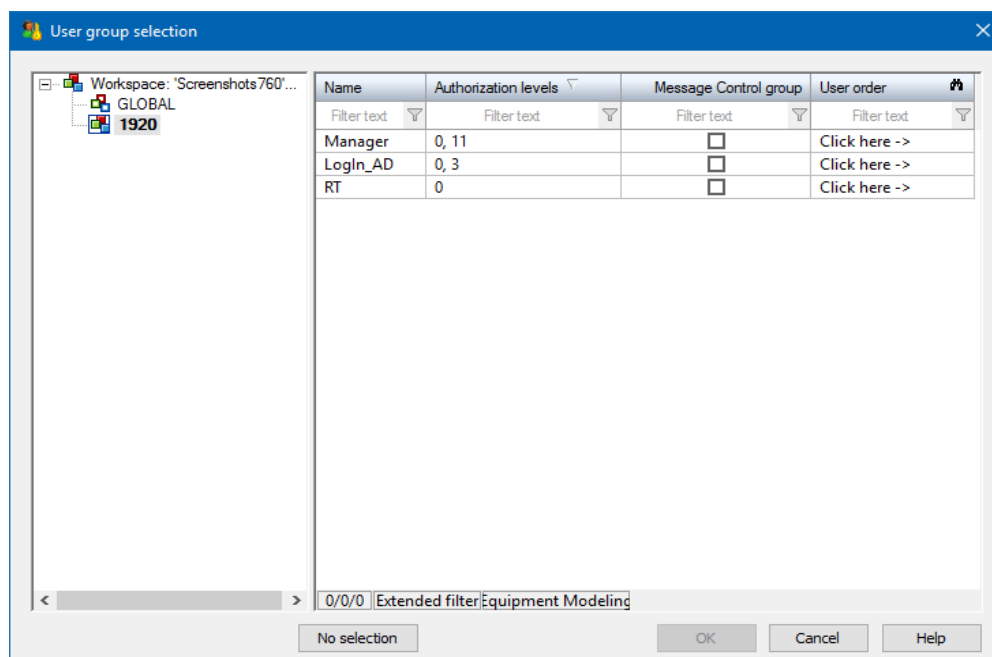 User group selection
Workspace: 'Screenshots760'...
GLOBAL
1920
Name Authorization levels Message Control group User order
Filter text Filter text Filter text Filter text
Manager 0, 11 Click here ->
LogIn_AD 0, 3 Click here ->
RT 0 Click here ->
0/0/0 Extended filter Equipment Modeling
No selection OK Cancel Help